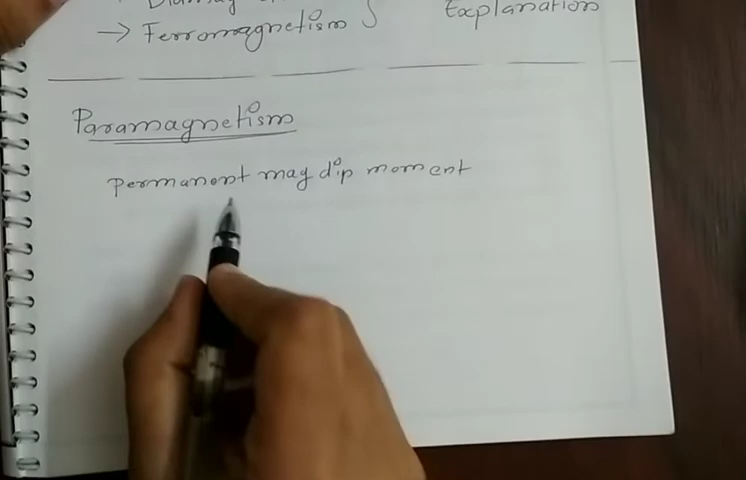 Explanation
→ Ferromagnetism
Paramagnetism
permanent mag dip moment